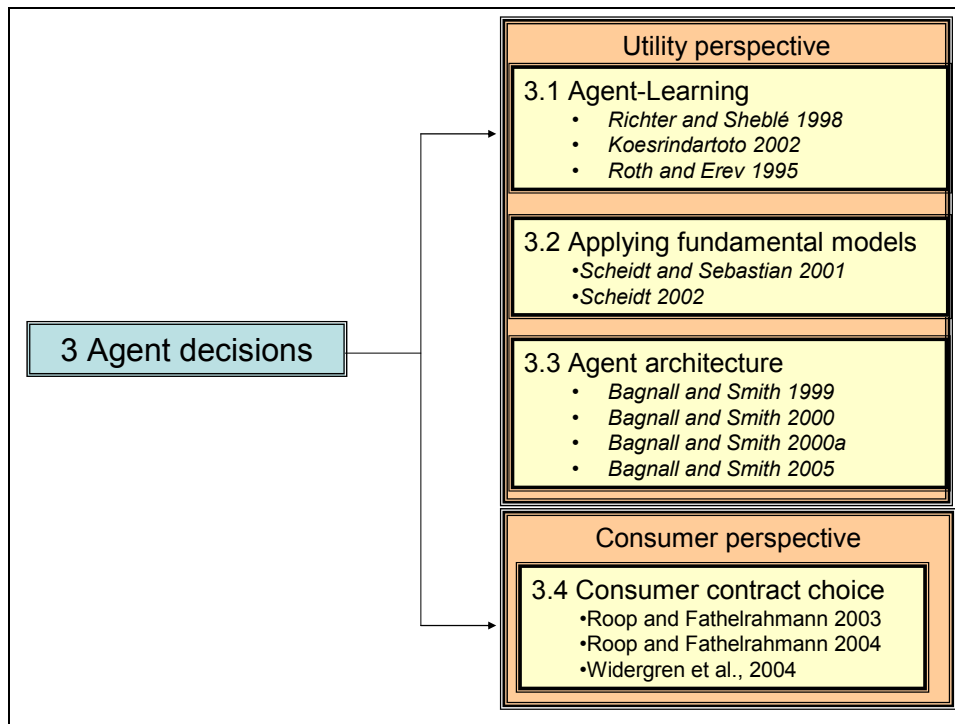 Utility perspective
3.1 Agent-Learning
• Richter and Sheblé 1998
• Koesrindartoto 2002
• Roth and Erev 1995
3.2 Applying fundamental models
•Scheidt and Sebastian 2001
•Scheidt 2002
3 Agent decisions
3.3 Agent architecture
• Bagnall and Smith 1999
• Bagnall and Smith 2000
• Bagnall and Smith 2000a
• Bagnall and Smith 2005
Consumer perspective
3.4 Consumer contract choice
•Roop and Fathelrahmann 2003
•Roop and Fathelrahmann 2004
•Widergren et al., 2004